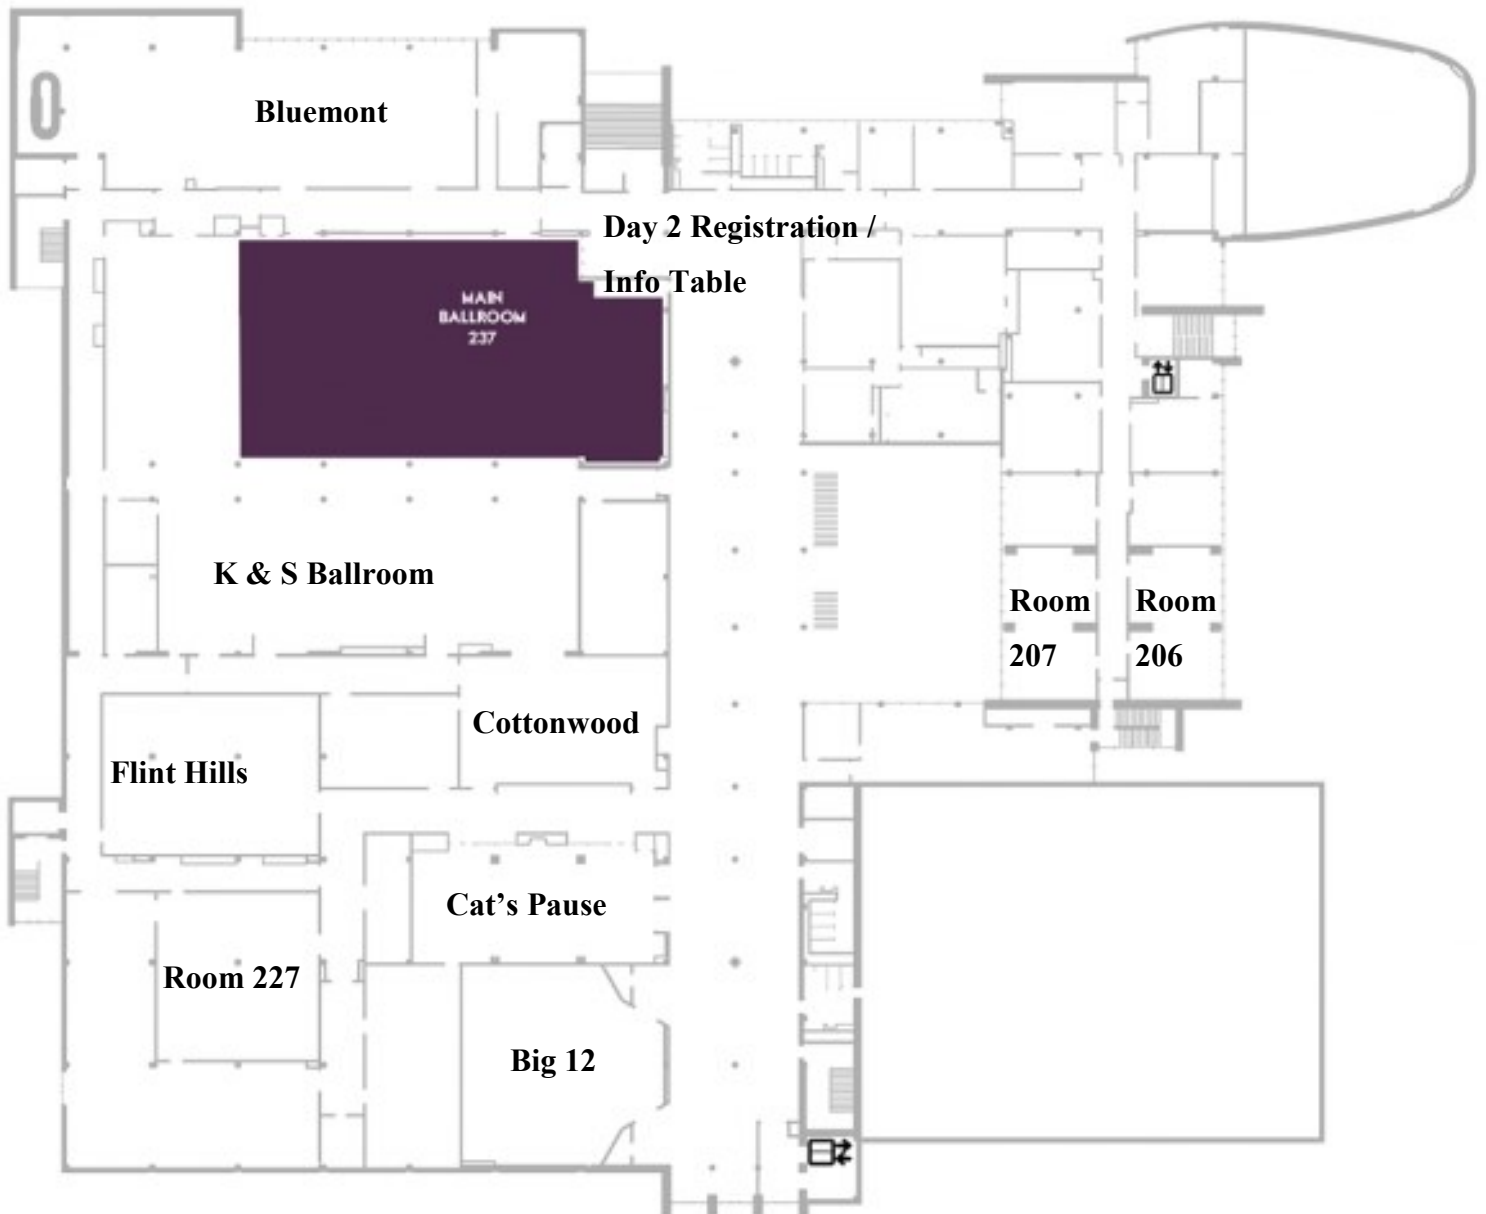 Bluemont
Day 2 Registration /
Info Table
MAIN
BALLROOM
237
K & S Ballroom
Room
207
Room
206
Cottonwood
Flint Hills
Cat’s Pause
Room 227
Big 12